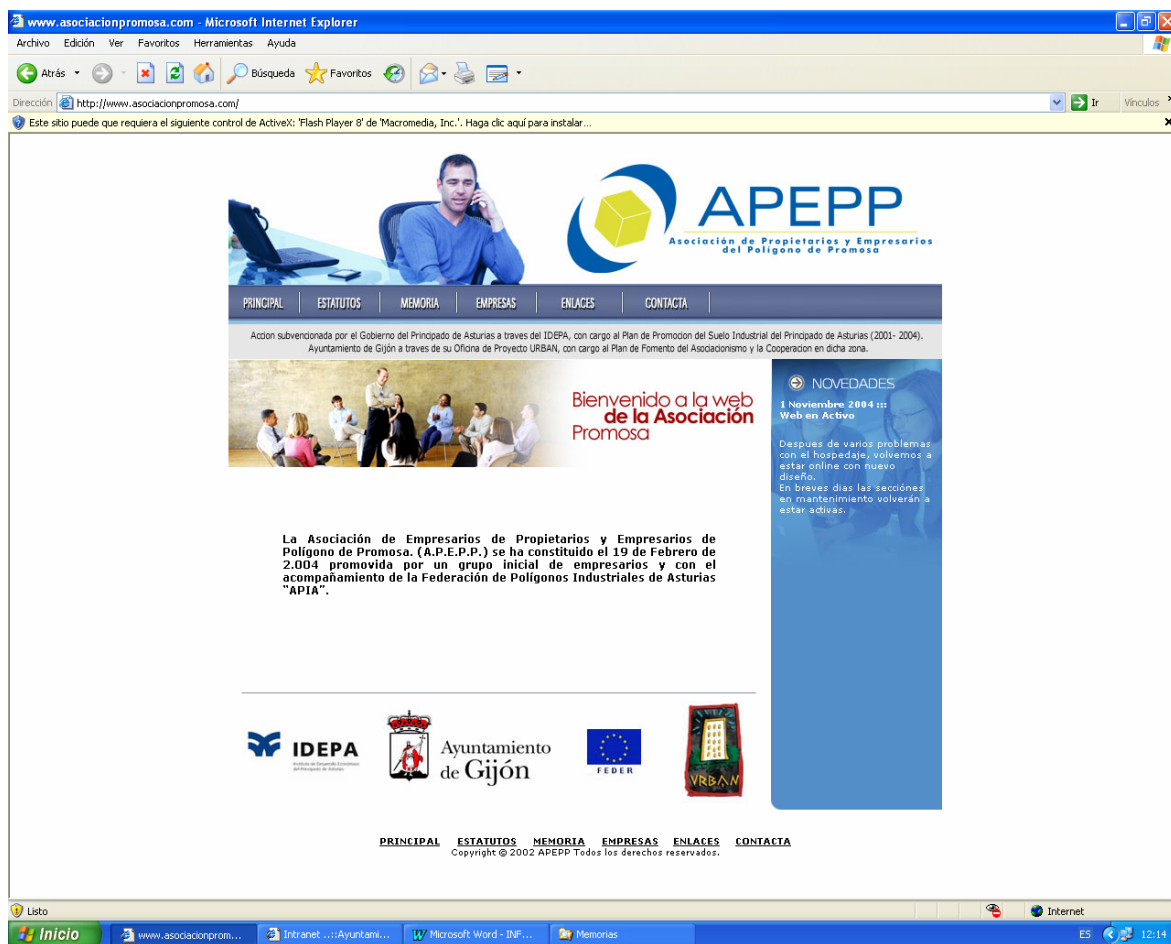 www.asociacionpromosa.com - Microsoft Internet Explorer
Archivo Edición Ver Favoritos Herramientas Ayuda
Atrás Búsqueda Favoritos
Dirección http://www.asociacionpromosa.com/ Ir Vínculos
Este sitio puede que requiera el siguiente control de ActiveX: 'Flash Player 8' de 'Macromedia, Inc.'. Haga clic aquí para instalar...
APEPP
Asociación de Propietarios y Empresarios
del Polígono de Promosa
PRINCIPAL ESTATUTOS MEMORIA EMPRESAS ENLACES CONTACTA
Accion subvencionada por el Gobierno del Principado de Asturias a traves del IDEPA, con cargo al Plan de Promocion del Suelo Industrial del Principado de Asturias (2001- 2004).
Ayuntamiento de Gijón a traves de su Oficina de Proyecto URBAN, con cargo al Plan de Fomento del Asociacionismo y la Cooperacion en dicha zona.
Bienvenido a la web
de la Asociación
Promosa
NOVEDADES
1 Noviembre 2004 :::
Web en Activo
Despues de varios problemas
con el hospedaje, volvemos a
estar online con nuevo
diseño.
En breves dias las secciónes
en mantenimiento volverán a
estar activas.
La Asociación de Empresarios de Propietarios y Empresarios de
Polígono de Promosa. (A.P.E.P.P.) se ha constituido el 19 de Febrero de
2.004 promovida por un grupo inicial de empresarios y con el
acompañamiento de la Federación de Polígonos Industriales de Asturias
"APIA".
IDEPA
Instituto de Desarrollo Económico
del Principado de Asturias
Ayuntamiento
de Gijón
FEDER
VRBAN
PRINCIPAL ESTATUTOS MEMORIA EMPRESAS ENLACES CONTACTA
Copyright @ 2002 APEPP Todos los derechos reservados.
Listo Internet
Inicio www.asociacionprom... Intranet ..::Ayuntami... Microsoft Word - INF... Memorias ES 12:14